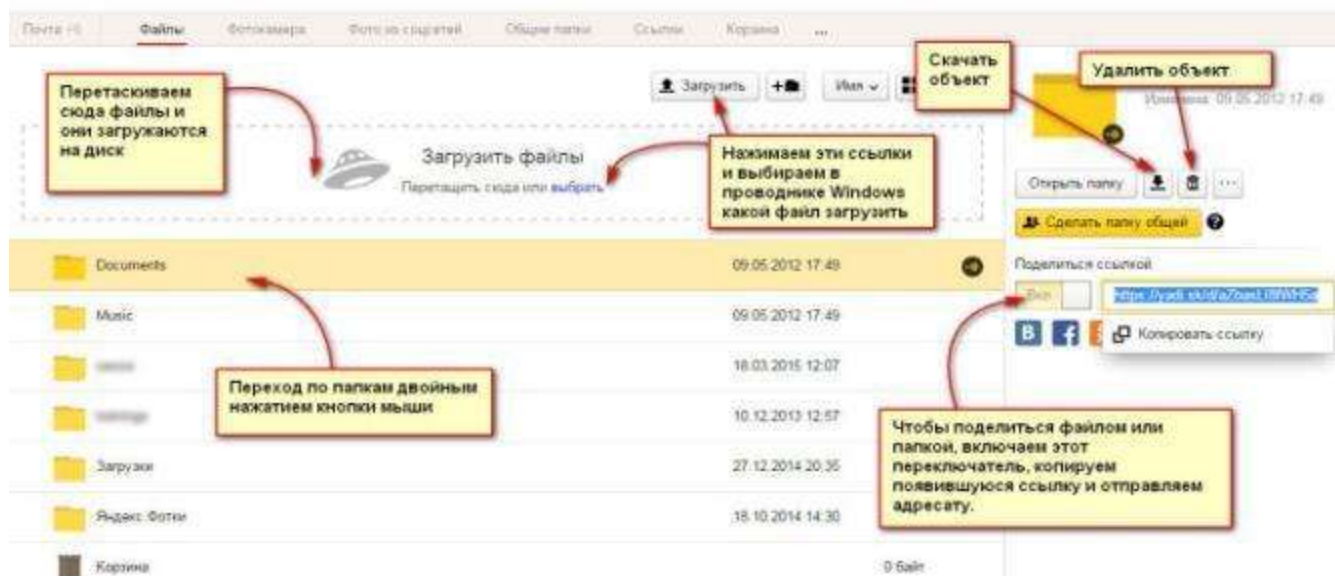 Почта
Файлы
Фотокамера
Фото из соцсетей
Общие папки
Ссылки
Корзина
...
Скачать
объект
Удалить объект
Перетаскиваем
сюда файлы и
они загружаются
на диск
Загрузить
Имя
Изменена: 09.05.2012 17:49
Загрузить файлы
Перетащить сюда или выбрать
Нажимаем эти ссылки
и выбираем в
проводнике Windows
какой файл загрузить
Открыть папку
Сделать папку общей
Documents 09.05.2012 17:49
Поделиться ссылкой
Вкл
Music 09.05.2012 17:49
Копировать ссылку
18.03.2015 12:07
Переход по папкам двойным
нажатием кнопки мыши
10.12.2013 12:57
Чтобы поделиться файлом или
папкой, включаем этот
переключатель, копируем
появившуюся ссылку и отправляем
адресату.
Загрузки 27.12.2014 20:35
Яндекс.Фотки 18.10.2014 14:30
Корзина 0 байт